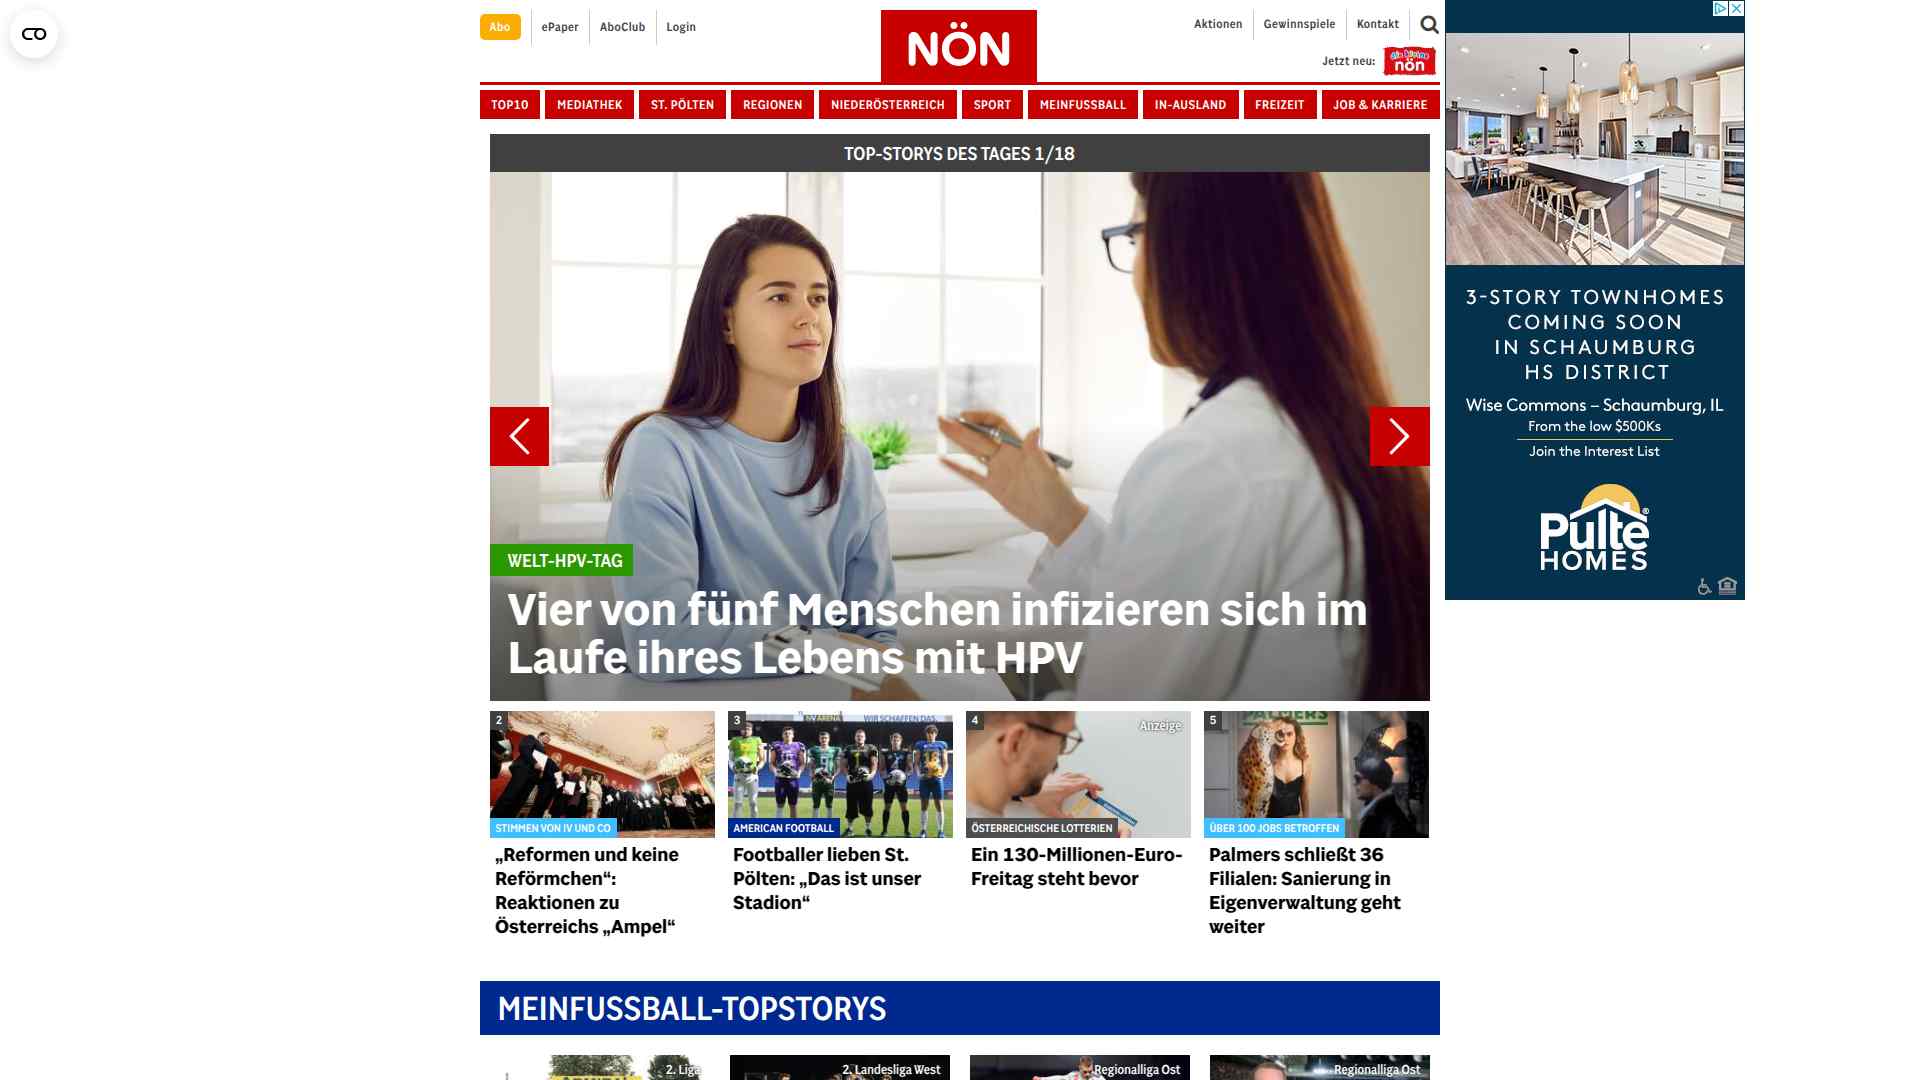 Abo
ePaper
AboClub
Login
NÖN
Aktionen
Gewinnspiele
Kontakt
Jetzt neu:
die kleine
nön
TOP10
MEDIATHEK
ST. PÖLTEN
REGIONEN
NIEDERÖSTERREICH
SPORT
MEINFUSSBALL
IN-AUSLAND
FREIZEIT
JOB & KARRIERE
TOP-STORYS DES TAGES 1/18
WELT-HPV-TAG
Vier von fünf Menschen infizieren sich im
Laufe ihres Lebens mit HPV
3-STORY TOWNHOMES
COMING SOON
IN SCHAUMBURG
HS DISTRICT
Wise Commons – Schaumburg, IL
From the low $500Ks
Join the Interest List
Pulte®
HOMES
2
STIMMEN VON IV UND CO
„Reformen und keine
Reförmchen“:
Reaktionen zu
Österreichs „Ampel“
3
WIR SCHAFFEN DAS.
AMERICAN FOOTBALL
Footballer lieben St.
Pölten: „Das ist unser
Stadion“
4
Anzeige
ÖSTERREICHISCHE LOTTERIEN
Ein 130-Millionen-Euro-
Freitag steht bevor
5
PALMERS
ÜBER 100 JOBS BETROFFEN
Palmers schließt 36
Filialen: Sanierung in
Eigenverwaltung geht
weiter
MEINFUSSBALL-TOPSTORYS
2. Liga
2. Landesliga West
Regionalliga Ost
Regionalliga Ost